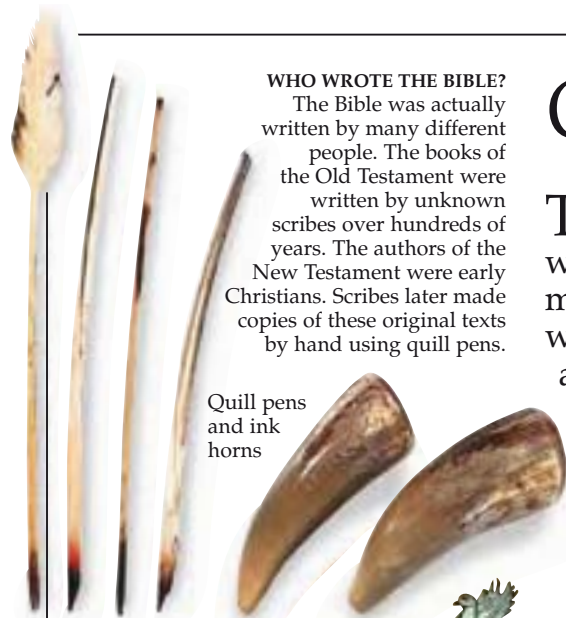 WHO WROTE THE BIBLE?
The Bible was actually
written by many different
people. The books of
the Old Testament were
written by unknown
scribes over hundreds of
years. The authors of the
New Testament were early
Christians. Scribes later made
copies of these original texts
by hand using quill pens.
Quill pens
and ink
horns